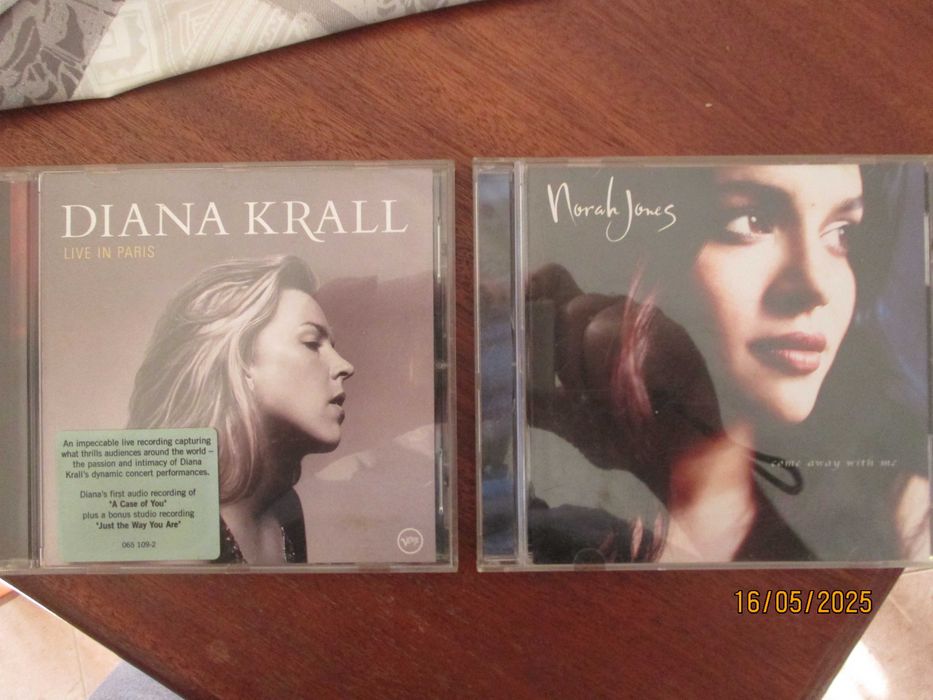 DIANA KRALL
LIVE IN PARIS
An impeccable live recording capturing
what thrills audiences around the world –
the passion and intimacy of Diana
Krall's dynamic concert performances.
Diana's first audio recording of
"A Case of You"
plus a bonus studio recording
"Just the Way You Are"
065 109-2
Verve
Norah Jones
come away with me
16/05/2025